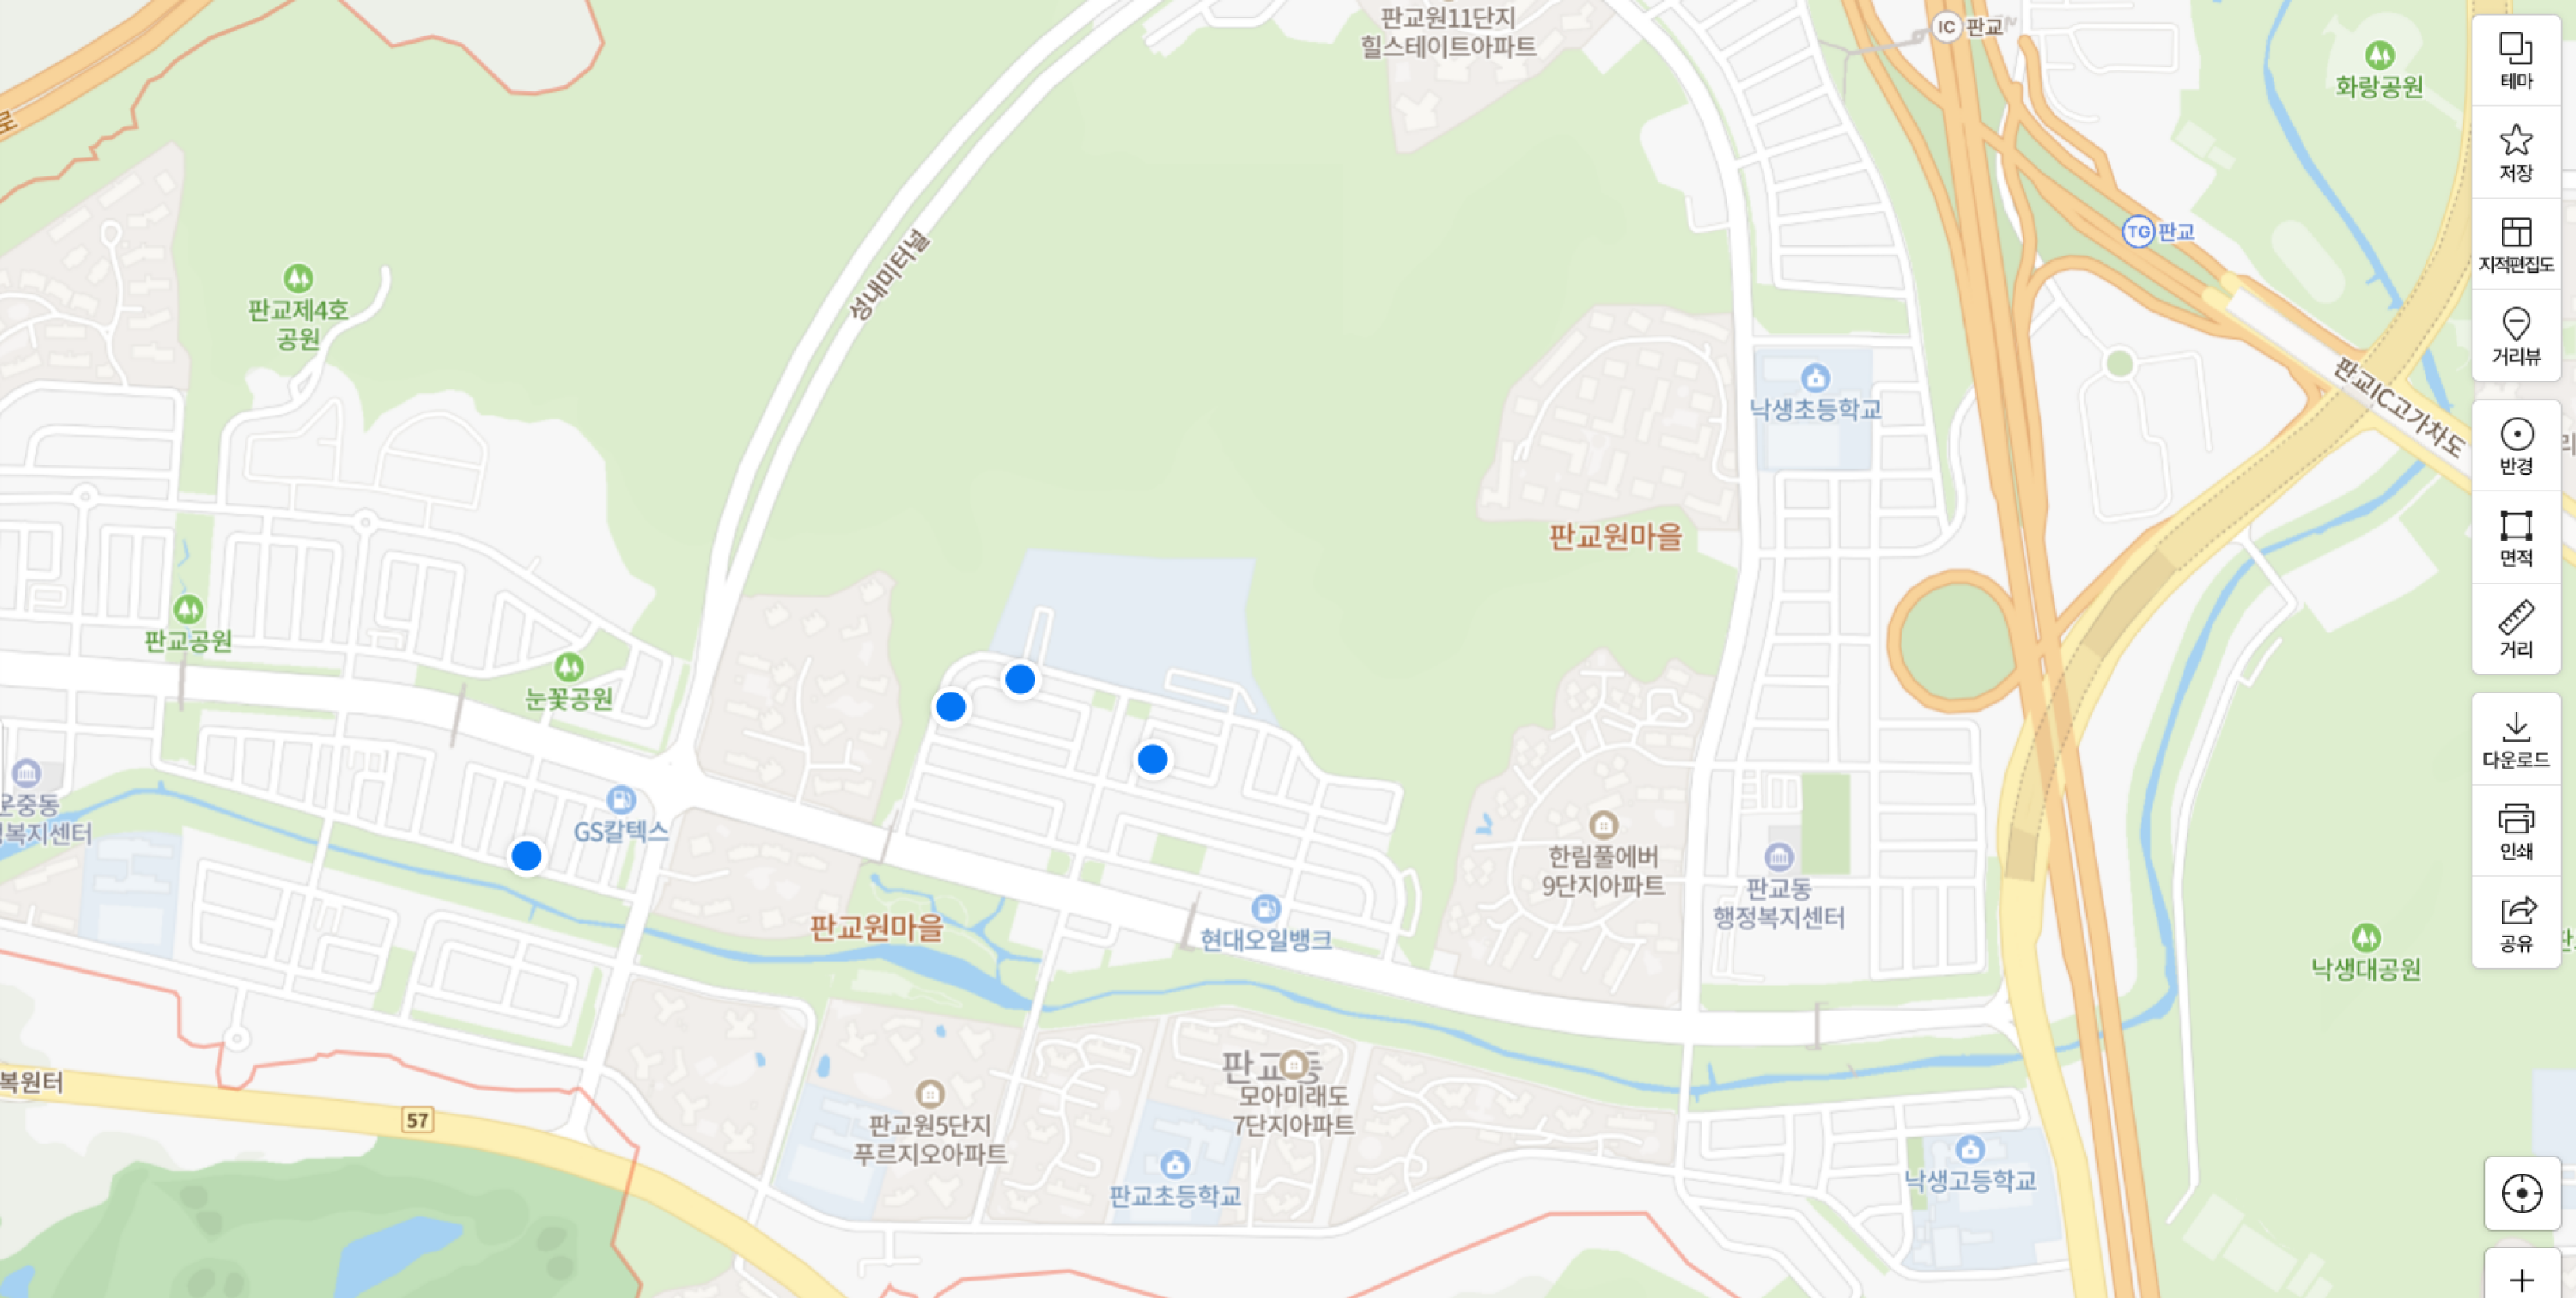 판교원11단지
힐스테이트아파트
IC 판교
화랑공원
테마
저장
TG 판교
지적편집도
거리뷰
로
성내미터널
판교제4호
공원
낙생초등학교
판교IC고가차도
반경
면적
거리
판교원마을
판교공원
눈꽃공원
다운로드
인쇄
공유
GS칼텍스
한림풀에버
9단지아파트
판교동
행정복지센터
판교원마을
현대오일뱅크
낙생대공원
복원터
57
판교원5단지
푸르지오아파트
모아미래도
7단지아파트
판교초등학교
낙생고등학교